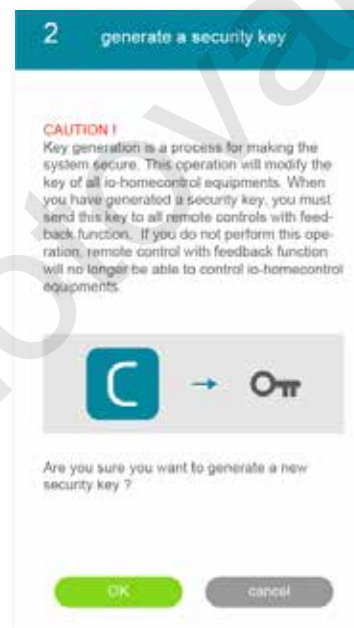 2 generate a security key
CAUTION !
Key generation is a process for making the
system secure. This operation will modify the
key of all io-homecontrol equipments. When
you have generated a security key, you must
send this key to all remote controls with feed-
back function. If you do not perform this ope-
ration, remote control with feedback function
will no longer be able to control io-homecontrol
equipments.
Are you sure you want to generate a new
security key ?
OK cancel